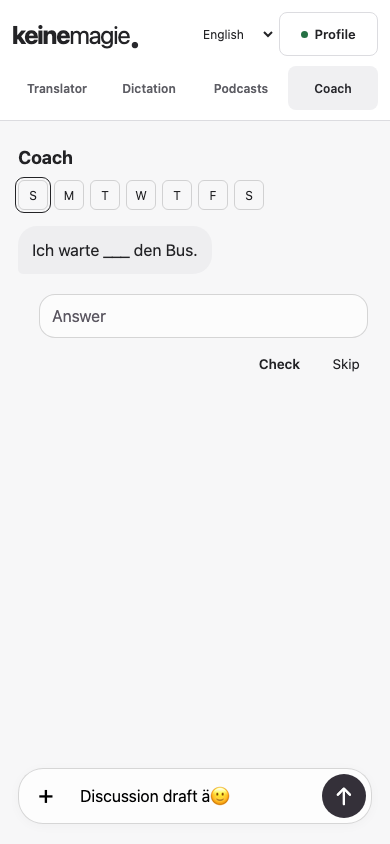 keinemagie.
English
Profile
Translator Dictation Podcasts Coach
Coach
S M T W T F S
Ich warte ___ den Bus.
Answer
Check Skip
+ Discussion draft ä🙂